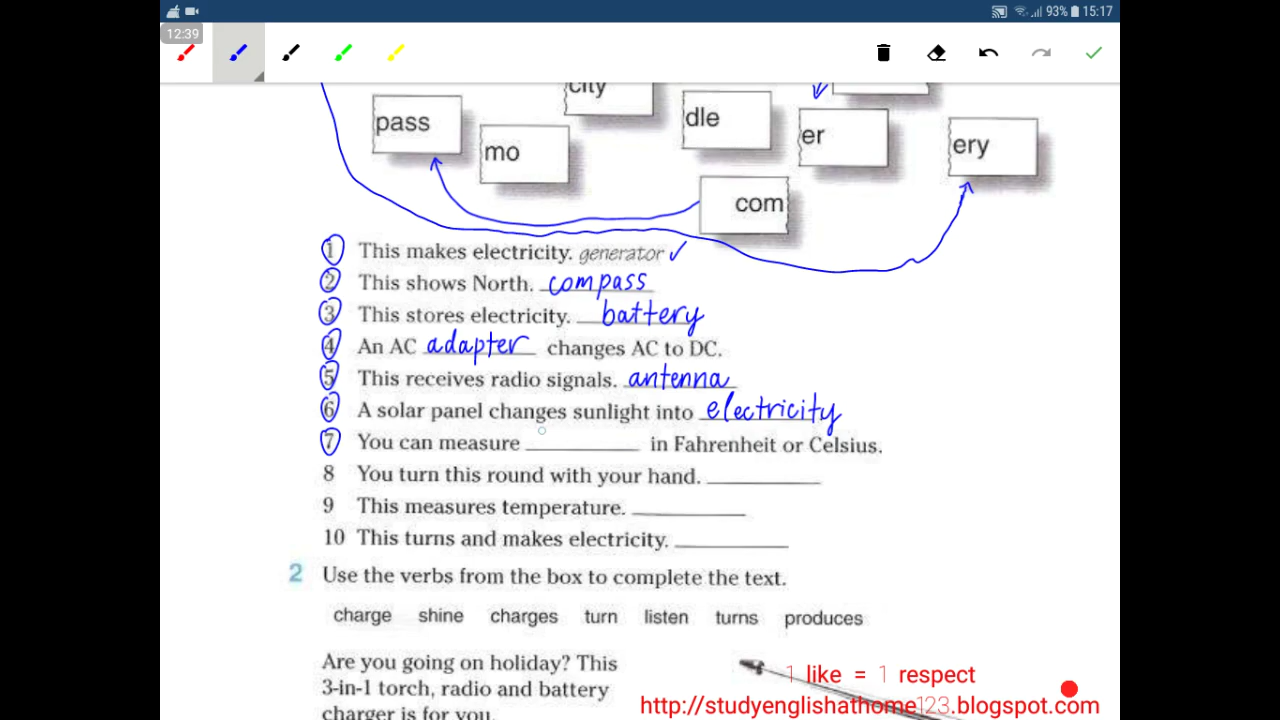 93% 15:17
12:39
city
pass
dle
er
mo
ery
com
1 This makes electricity. generator ✓
2 This shows North. compass
3 This stores electricity. battery
4 An AC adapter changes AC to DC.
5 This receives radio signals. antenna
6 A solar panel changes sunlight into electricity
7 You can measure __________ in Fahrenheit or Celsius.
8 You turn this round with your hand. __________
9 This measures temperature. __________
10 This turns and makes electricity. __________
2 Use the verbs from the box to complete the text.
charge shine charges turn listen turns produces
Are you going on holiday? This
3-in-1 torch, radio and battery
charger is for you.
1 like = 1 respect
http://studyenglishathome123.blogspot.com